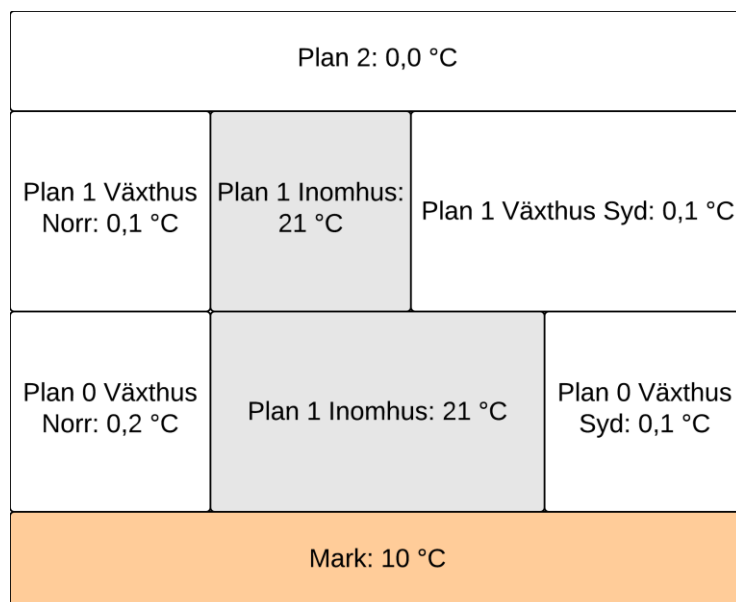 Plan 2: 0,0 °C
Plan 1 Växthus
Norr: 0,1 °C
Plan 1 Inomhus:
21 °C
Plan 1 Växthus Syd: 0,1 °C
Plan 0 Växthus
Norr: 0,2 °C
Plan 1 Inomhus: 21 °C
Plan 0 Växthus
Syd: 0,1 °C
Mark: 10 °C